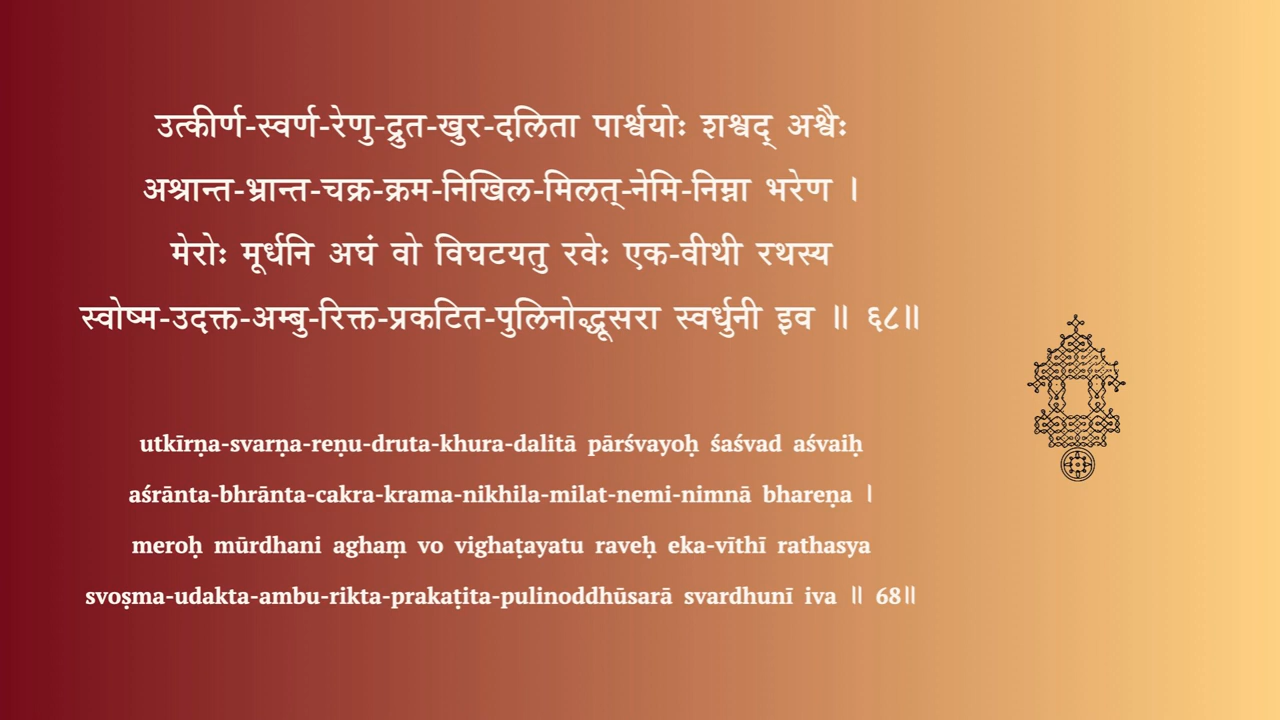 उत्कीर्ण-स्वर्ण-रेणु-द्रुत-खुर-दलिता पार्श्वयोः शश्वद् अश्वैः
अश्रान्त-भ्रान्त-चक्र-क्रम-निखिल-मिलत्-नेमि-निम्ना भरेण ।
मेरोः मूर्धनि अघं वो विघटयतु रवेः एक-वीथी रथस्य
स्वोष्म-उदक्त-अम्बु-रिक्त-प्रकटित-पुलिनोद्धूसरा स्वर्धुनी इव ॥ ६८॥
utkīrṇa-svarṇa-reṇu-druta-khura-dalitā pārśvayoḥ śaśvad aśvaiḥ
aśrānta-bhrānta-cakra-krama-nikhila-milat-nemi-nimnā bhareṇa ।
meroḥ mūrdhani aghaṃ vo vighaṭayatu raveḥ eka-vīthī rathasya
svoṣma-udakta-ambu-rikta-prakaṭita-pulinoddhūsarā svardhunī iva ॥ 68॥